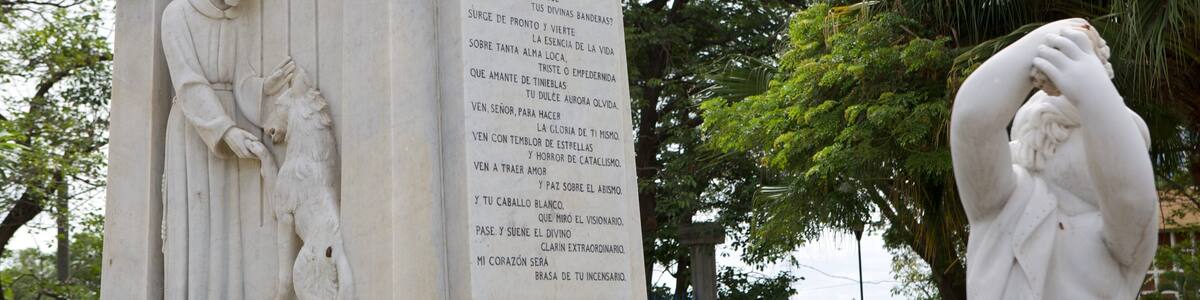 TUS DIVINAS BANDERAS?
SURGE DE PRONTO Y VIERTE
LA ESENCIA DE LA VIDA
SOBRE TANTA ALMA LOCA,
TRISTE O EMPEDERNIDA
QUE AMANTE DE TINIEBLAS
TU DULCE AURORA OLVIDA.
VEN, SEÑOR, PARA HACER
LA GLORIA DE TI MISMO.
VEN CON TEMBLOR DE ESTRELLAS
Y HORROR DE CATACLISMO.
VEN A TRAER AMOR
Y PAZ SOBRE EL ABISMO.
Y TU CABALLO BLANCO,
QUE MIRÓ EL VISIONARIO.
PASE. Y SUENE EL DIVINO
CLARÍN EXTRAORDINARIO.
MI CORAZÓN SERÁ
BRASA DE TU INCENSARIO.